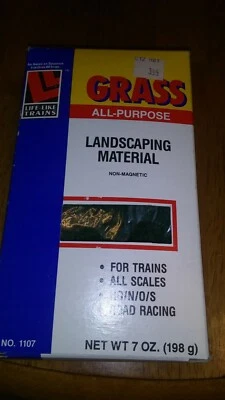 GRASS
ALL-PURPOSE
LIFE-LIKE
TRAINS
LANDSCAPING
MATERIAL
NON-MAGNETIC
• FOR TRAINS
• ALL SCALES
HO/N/O/S
ROAD RACING
NO. 1107
NET WT 7 OZ. (198 g)